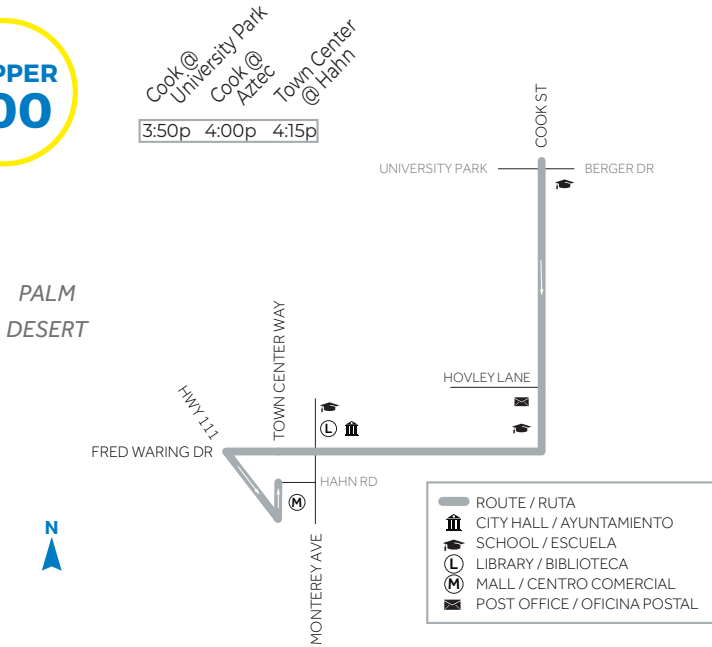 Cook @
University Park
Cook @
Aztec
Town Center
@ Hahn
3:50p 4:00p 4:15p
COOK ST
UNIVERSITY PARK
BERGER DR
PALM
DESERT
TOWN CENTER WAY
HOVLEY LANE
HWY 111
L
FRED WARING DR
HAHN RD
M
N
MONTEREY AVE
ROUTE / RUTA
CITY HALL / AYUNTAMIENTO
SCHOOL / ESCUELA
L LIBRARY / BIBLIOTECA
M MALL / CENTRO COMERCIAL
POST OFFICE / OFICINA POSTAL